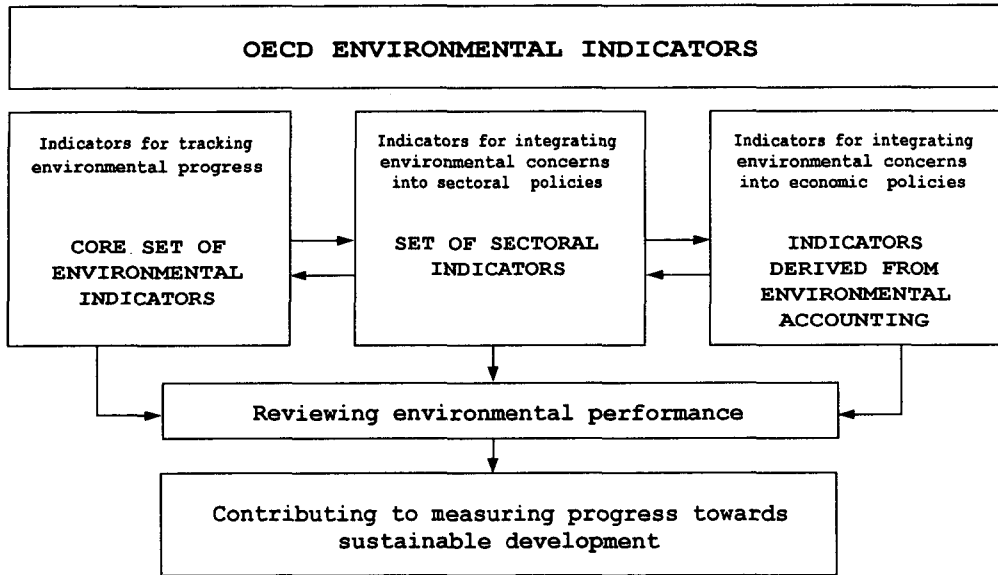 OECD ENVIRONMENTAL INDICATORS
Indicators for tracking
environmental progress
CORE SET OF
ENVIRONMENTAL
INDICATORS
Indicators for integrating
environmental concerns
into sectoral policies
SET OF SECTORAL
INDICATORS
Indicators for integrating
environmental concerns
into economic policies
INDICATORS
DERIVED FROM
ENVIRONMENTAL
ACCOUNTING
Reviewing environmental performance
Contributing to measuring progress towards
sustainable development